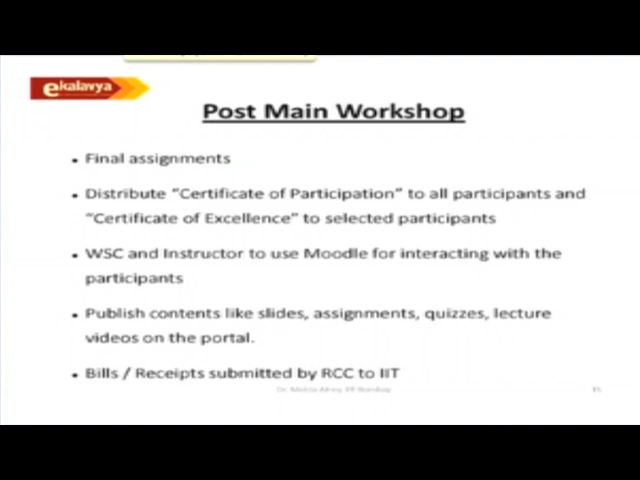 ekalavya
Post Main Workshop
• Final assignments
• Distribute “Certificate of Participation” to all participants and
“Certificate of Excellence” to selected participants
• WSC and Instructor to use Moodle for interacting with the
participants
• Publish contents like slides, assignments, quizzes, lecture
videos on the portal.
• Bills / Receipts submitted by RCC to IIT